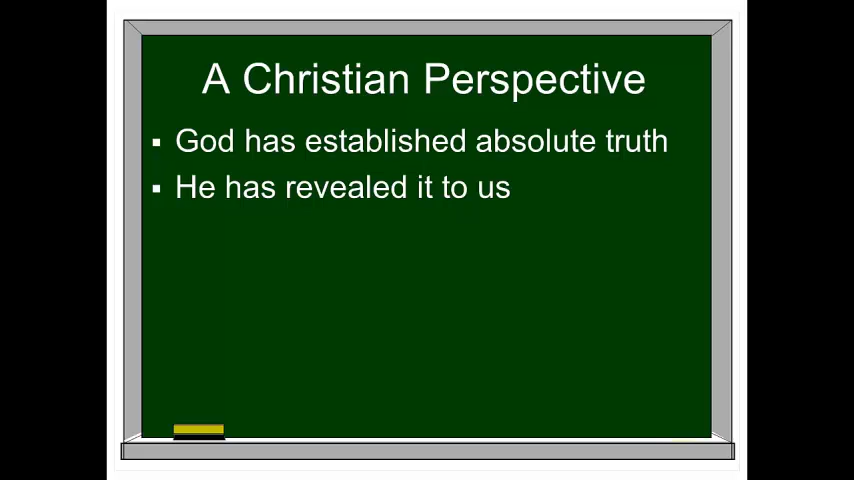 A Christian Perspective
▪ God has established absolute truth
▪ He has revealed it to us